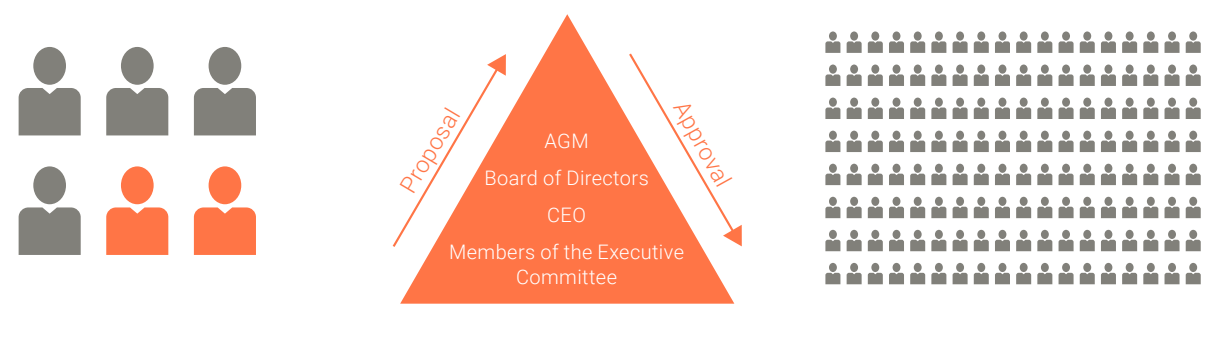 Proposal
Approval
AGM
Board of Directors
CEO
Members of the Executive
Committee